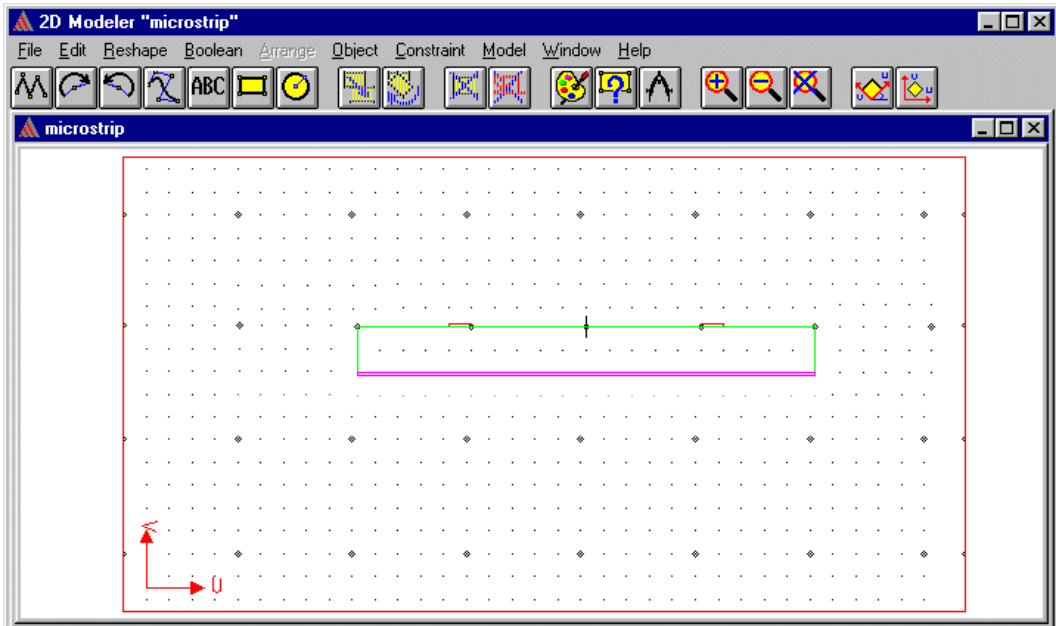 2D Modeler "microstrip"
File Edit Reshape Boolean Arrange Object Constraint Model Window Help
ABC
microstrip
V
U